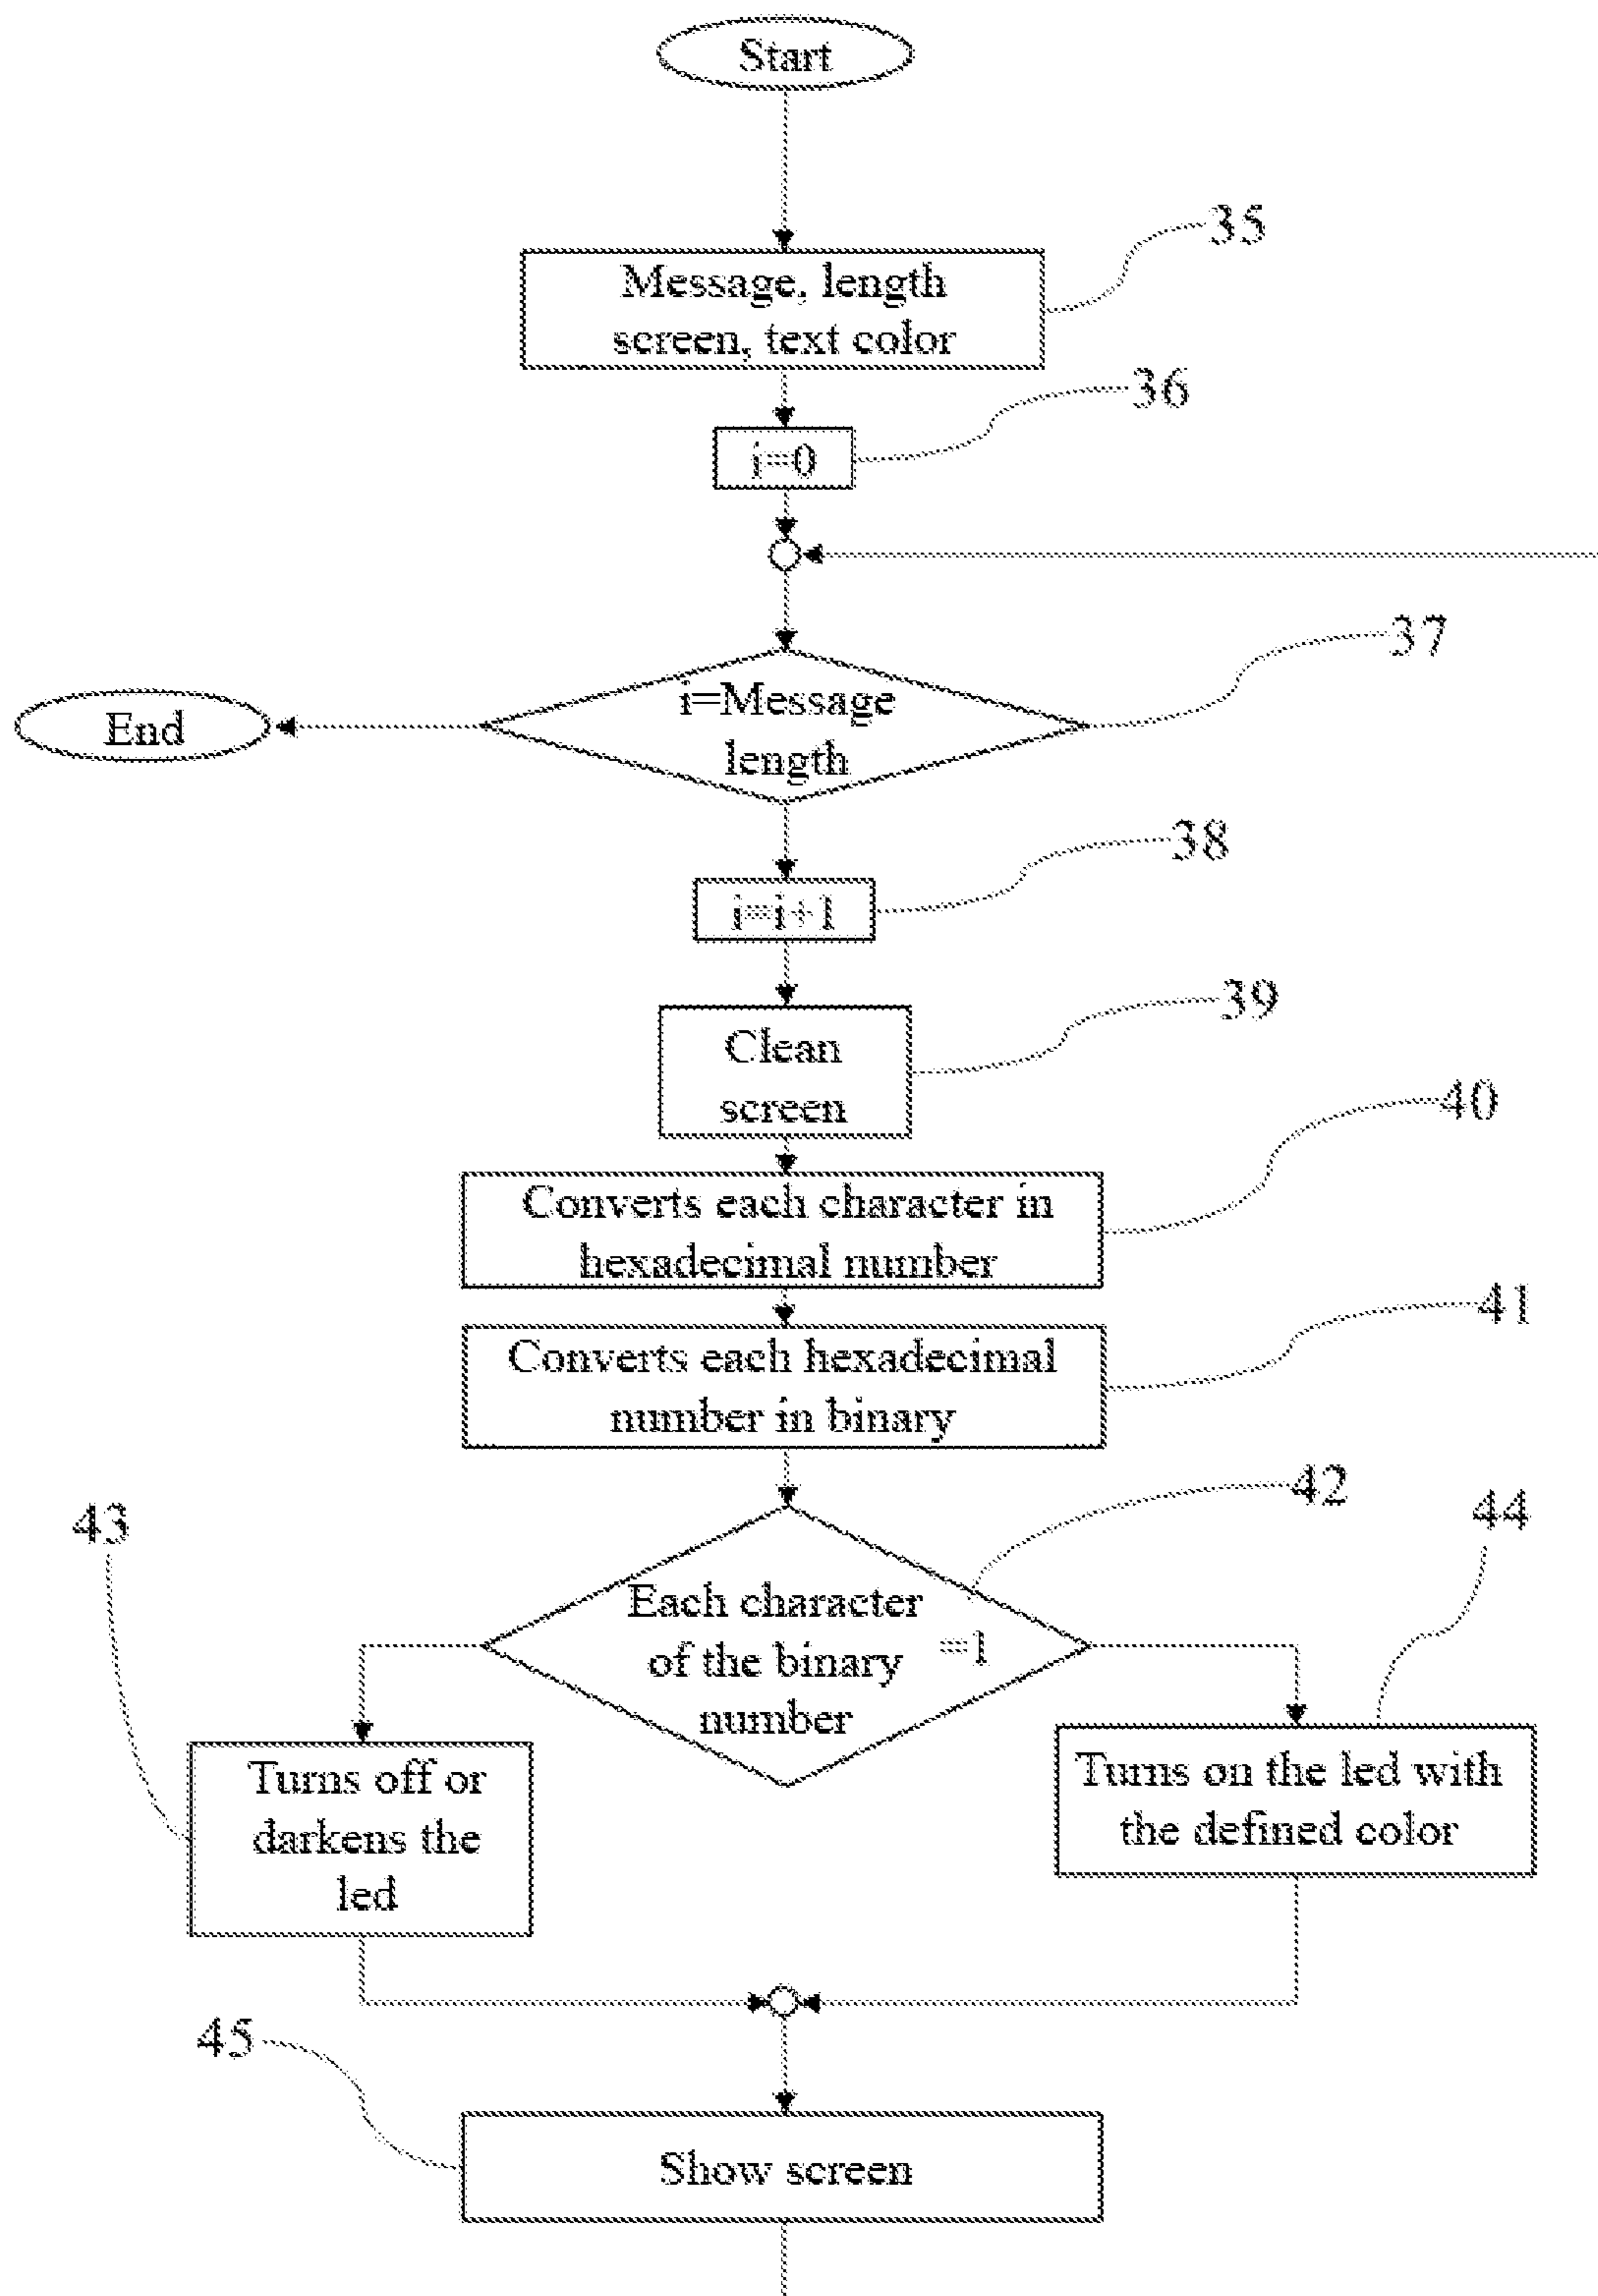 Start
35
Message, length
screen, text color
36
i=0
37
i=Message
length
End
38
i=i+1
39
Clean
screen
40
Converts each character in
hexadecimal number
41
Converts each hexadecimal
number in binary
42
43
44
Each character
of the binary =1
number
Turns off or
darkens the
led
Turns on the led with
the defined color
45
Show screen